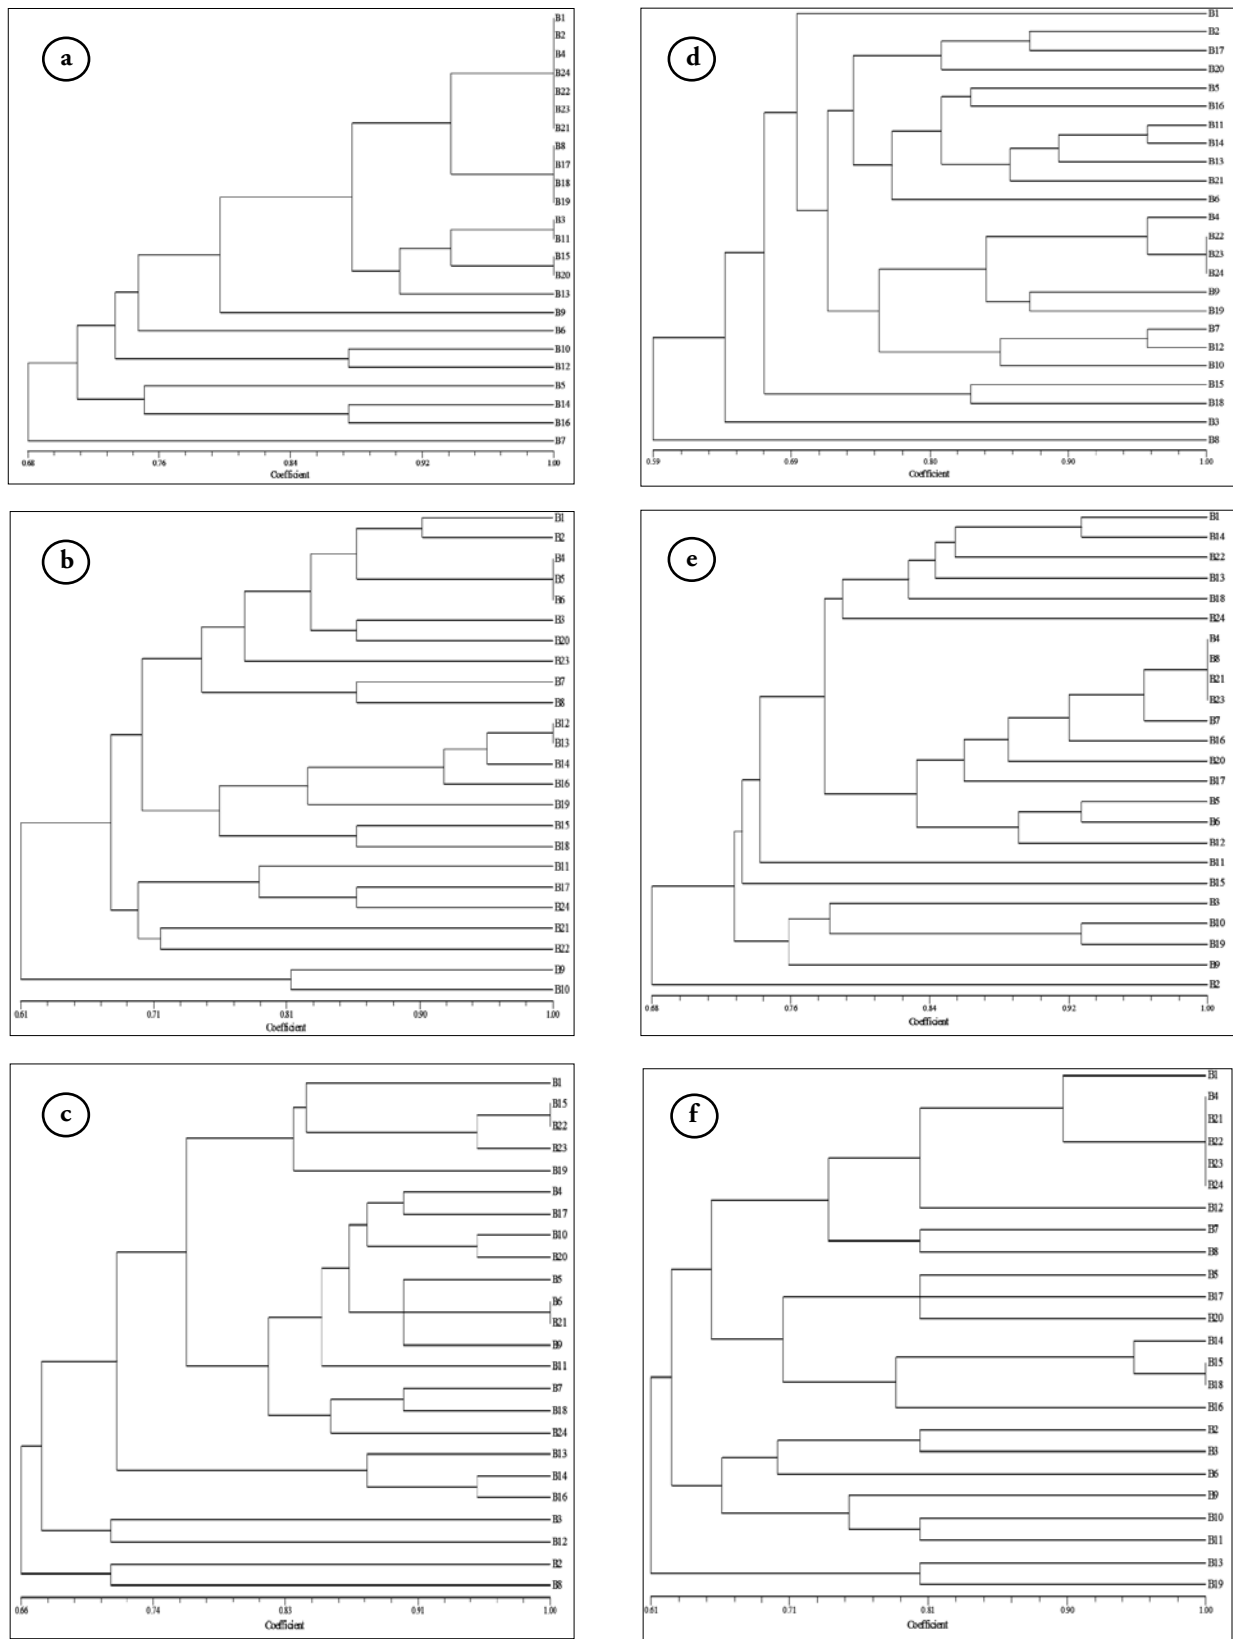 a
B1
B2
B4
B24
B22
B23
B21
B8
B17
B18
B19
B3
B11
B15
B20
B13
B9
B6
B10
B12
B5
B14
B16
B7
0.68 0.76 0.84 0.92 1.00
Coefficient
b
B1
B2
B4
B5
B6
B3
B20
B23
B7
B8
B12
B13
B14
B16
B19
B15
B18
B11
B17
B24
B21
B22
B9
B10
0.61 0.71 0.81 0.90 1.00
Coefficient
c
B1
B15
B22
B23
B19
B4
B17
B10
B20
B5
B6
B21
B9
B11
B7
B18
B24
B13
B14
B16
B3
B12
B2
B8
0.66 0.74 0.83 0.91 1.00
Coefficient
d
B1
B2
B17
B20
B5
B16
B11
B14
B13
B21
B6
B4
B22
B23
B24
B9
B19
B7
B12
B10
B15
B18
B3
B8
0.59 0.69 0.80 0.90 1.00
Coefficient
e
B1
B14
B22
B13
B18
B24
B4
B8
B21
B23
B7
B16
B20
B17
B5
B6
B12
B11
B15
B3
B10
B19
B9
B2
0.68 0.76 0.84 0.92 1.00
Coefficient
f
B1
B4
B21
B22
B23
B24
B12
B7
B8
B5
B17
B20
B14
B15
B18
B16
B2
B3
B6
B9
B10
B11
B13
B19
0.61 0.71 0.81 0.90 1.00
Coefficient